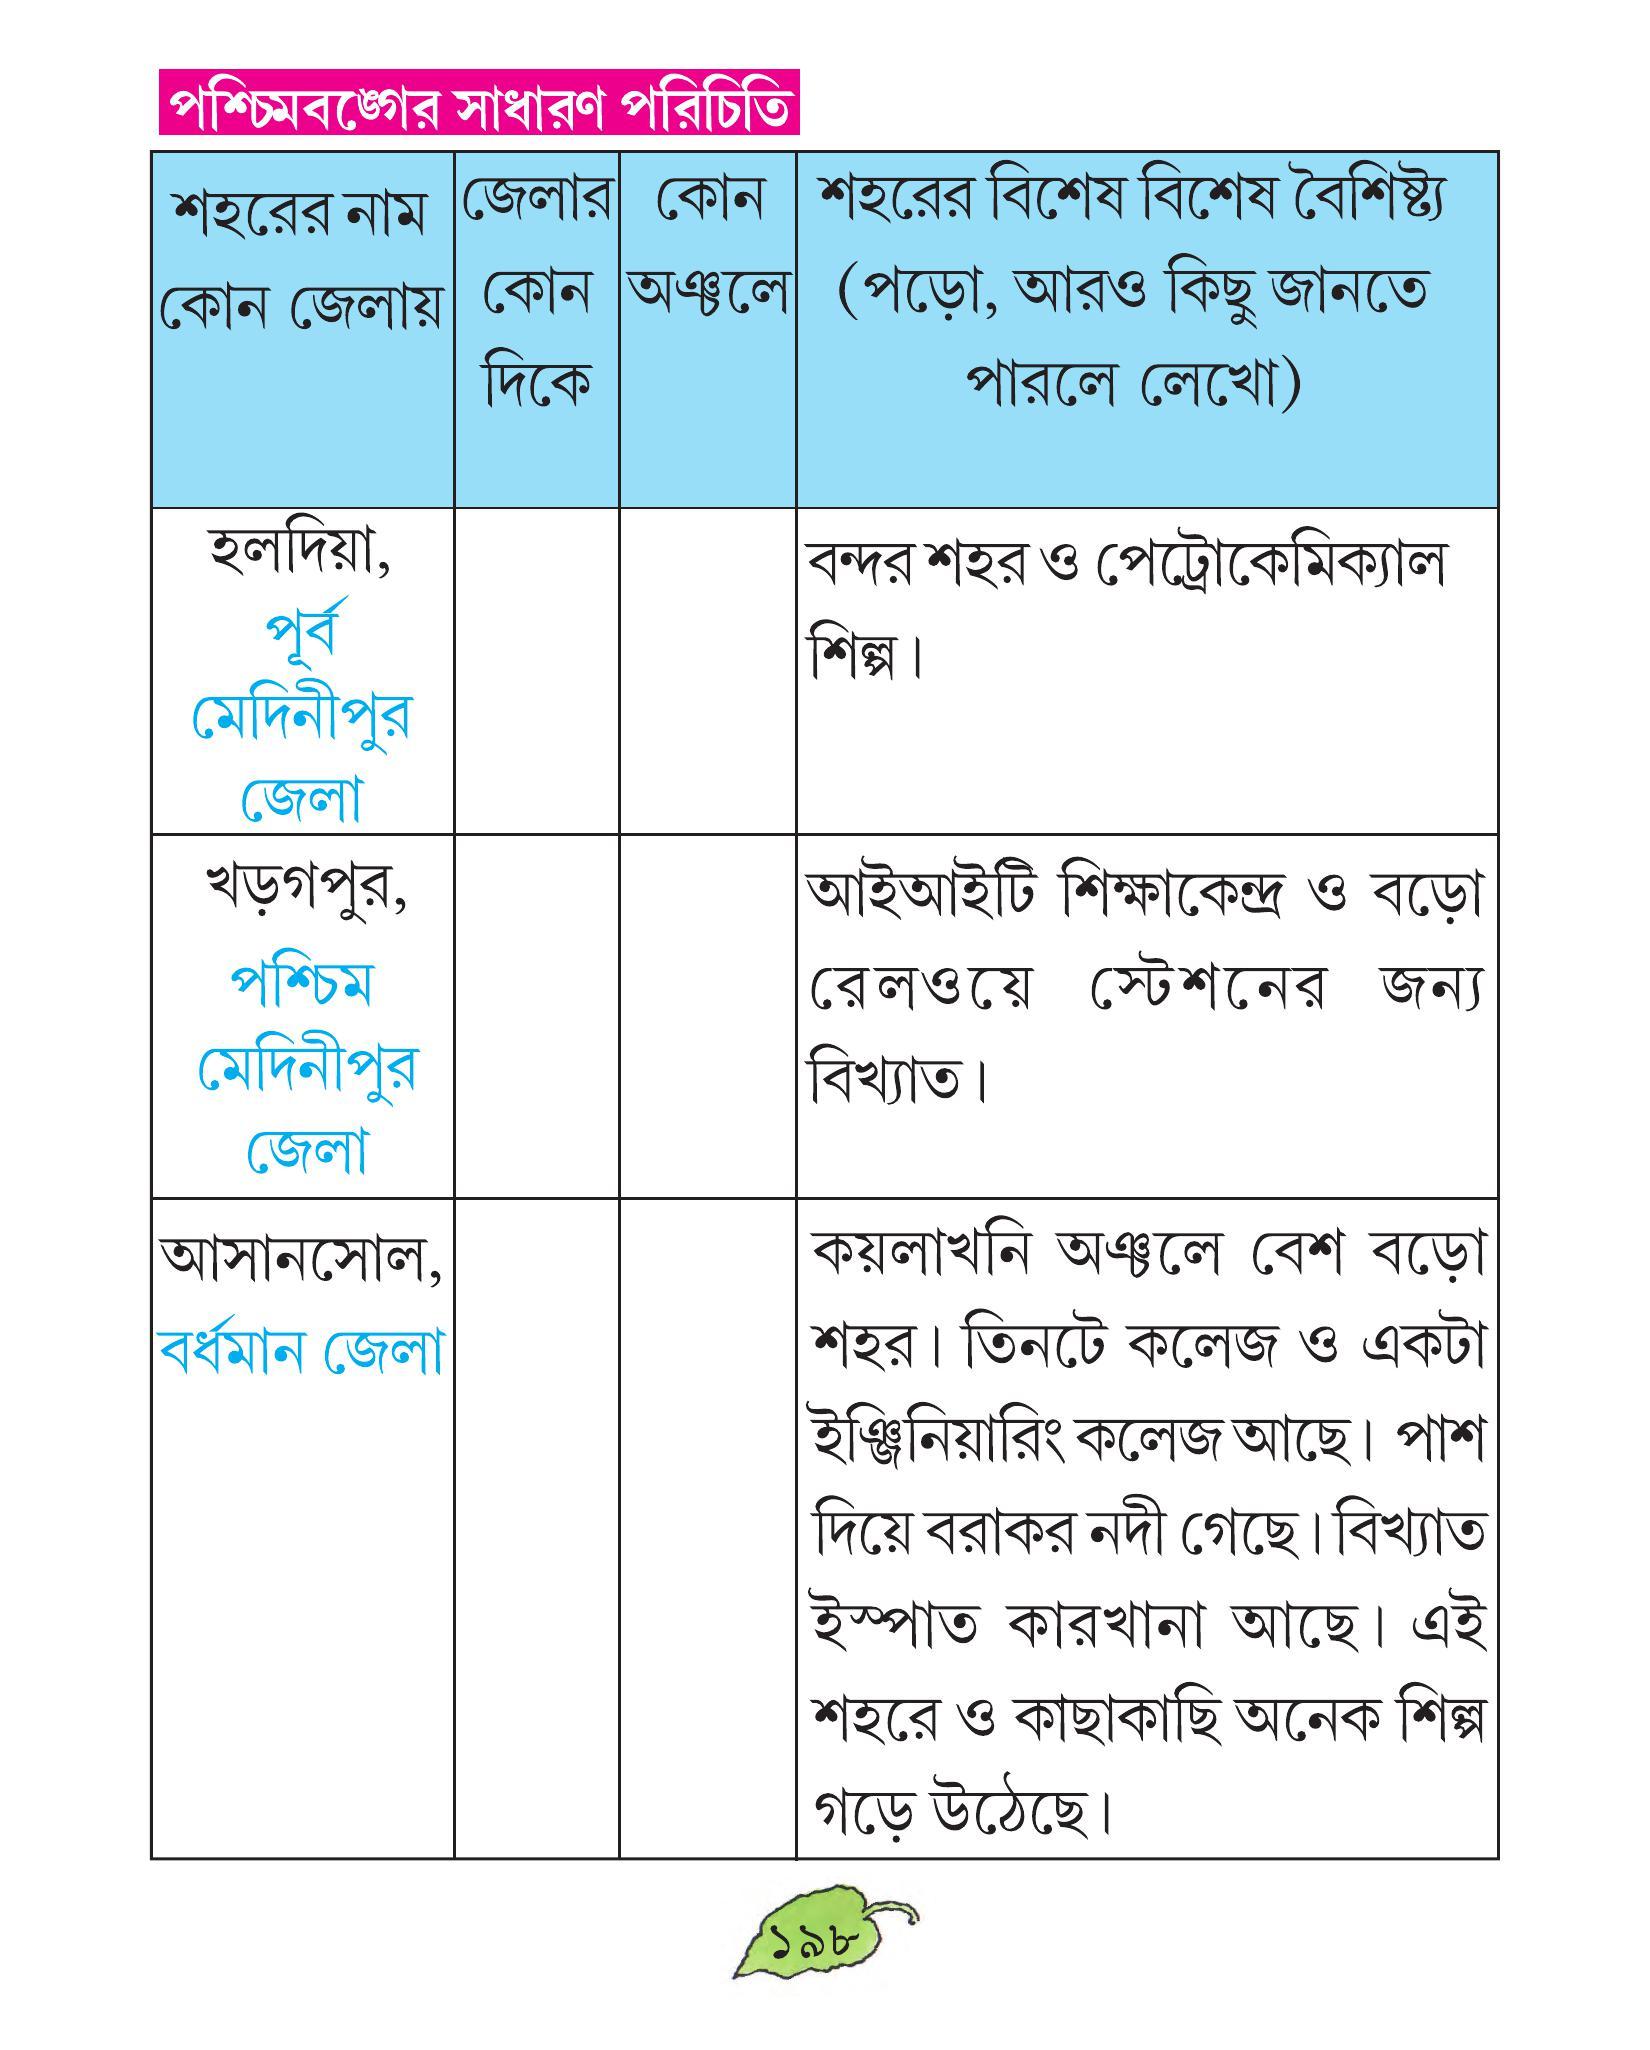 পশ্চিমবঙ্গের সাধারণ পরিচিতি
শহরের নাম
কোন জেলায়
জেলার
কোন
দিকে
কোন
অঞ্চলে
শহরের বিশেষ বিশেষ বৈশিষ্ট্য
(পড়ো, আরও কিছু জানতে
পারলে লেখো)
হলদিয়া,
পূর্ব
মেদিনীপুর
জেলা
বন্দর শহর ও পেট্রোকেমিক্যাল
শিল্প।
খড়গপুর,
পশ্চিম
মেদিনীপুর
জেলা
আইআইটি শিক্ষাকেন্দ্র ও বড়ো
রেলওয়ে স্টেশনের জন্য
বিখ্যাত।
আসানসোল,
বর্ধমান জেলা
কয়লাখনি অঞ্চলে বেশ বড়ো
শহর। তিনটে কলেজ ও একটা
ইঞ্জিনিয়ারিং কলেজ আছে। পাশ
দিয়ে বরাকর নদী গেছে। বিখ্যাত
ইস্পাত কারখানা আছে। এই
শহরে ও কাছাকাছি অনেক শিল্প
গড়ে উঠেছে।
১৯৮